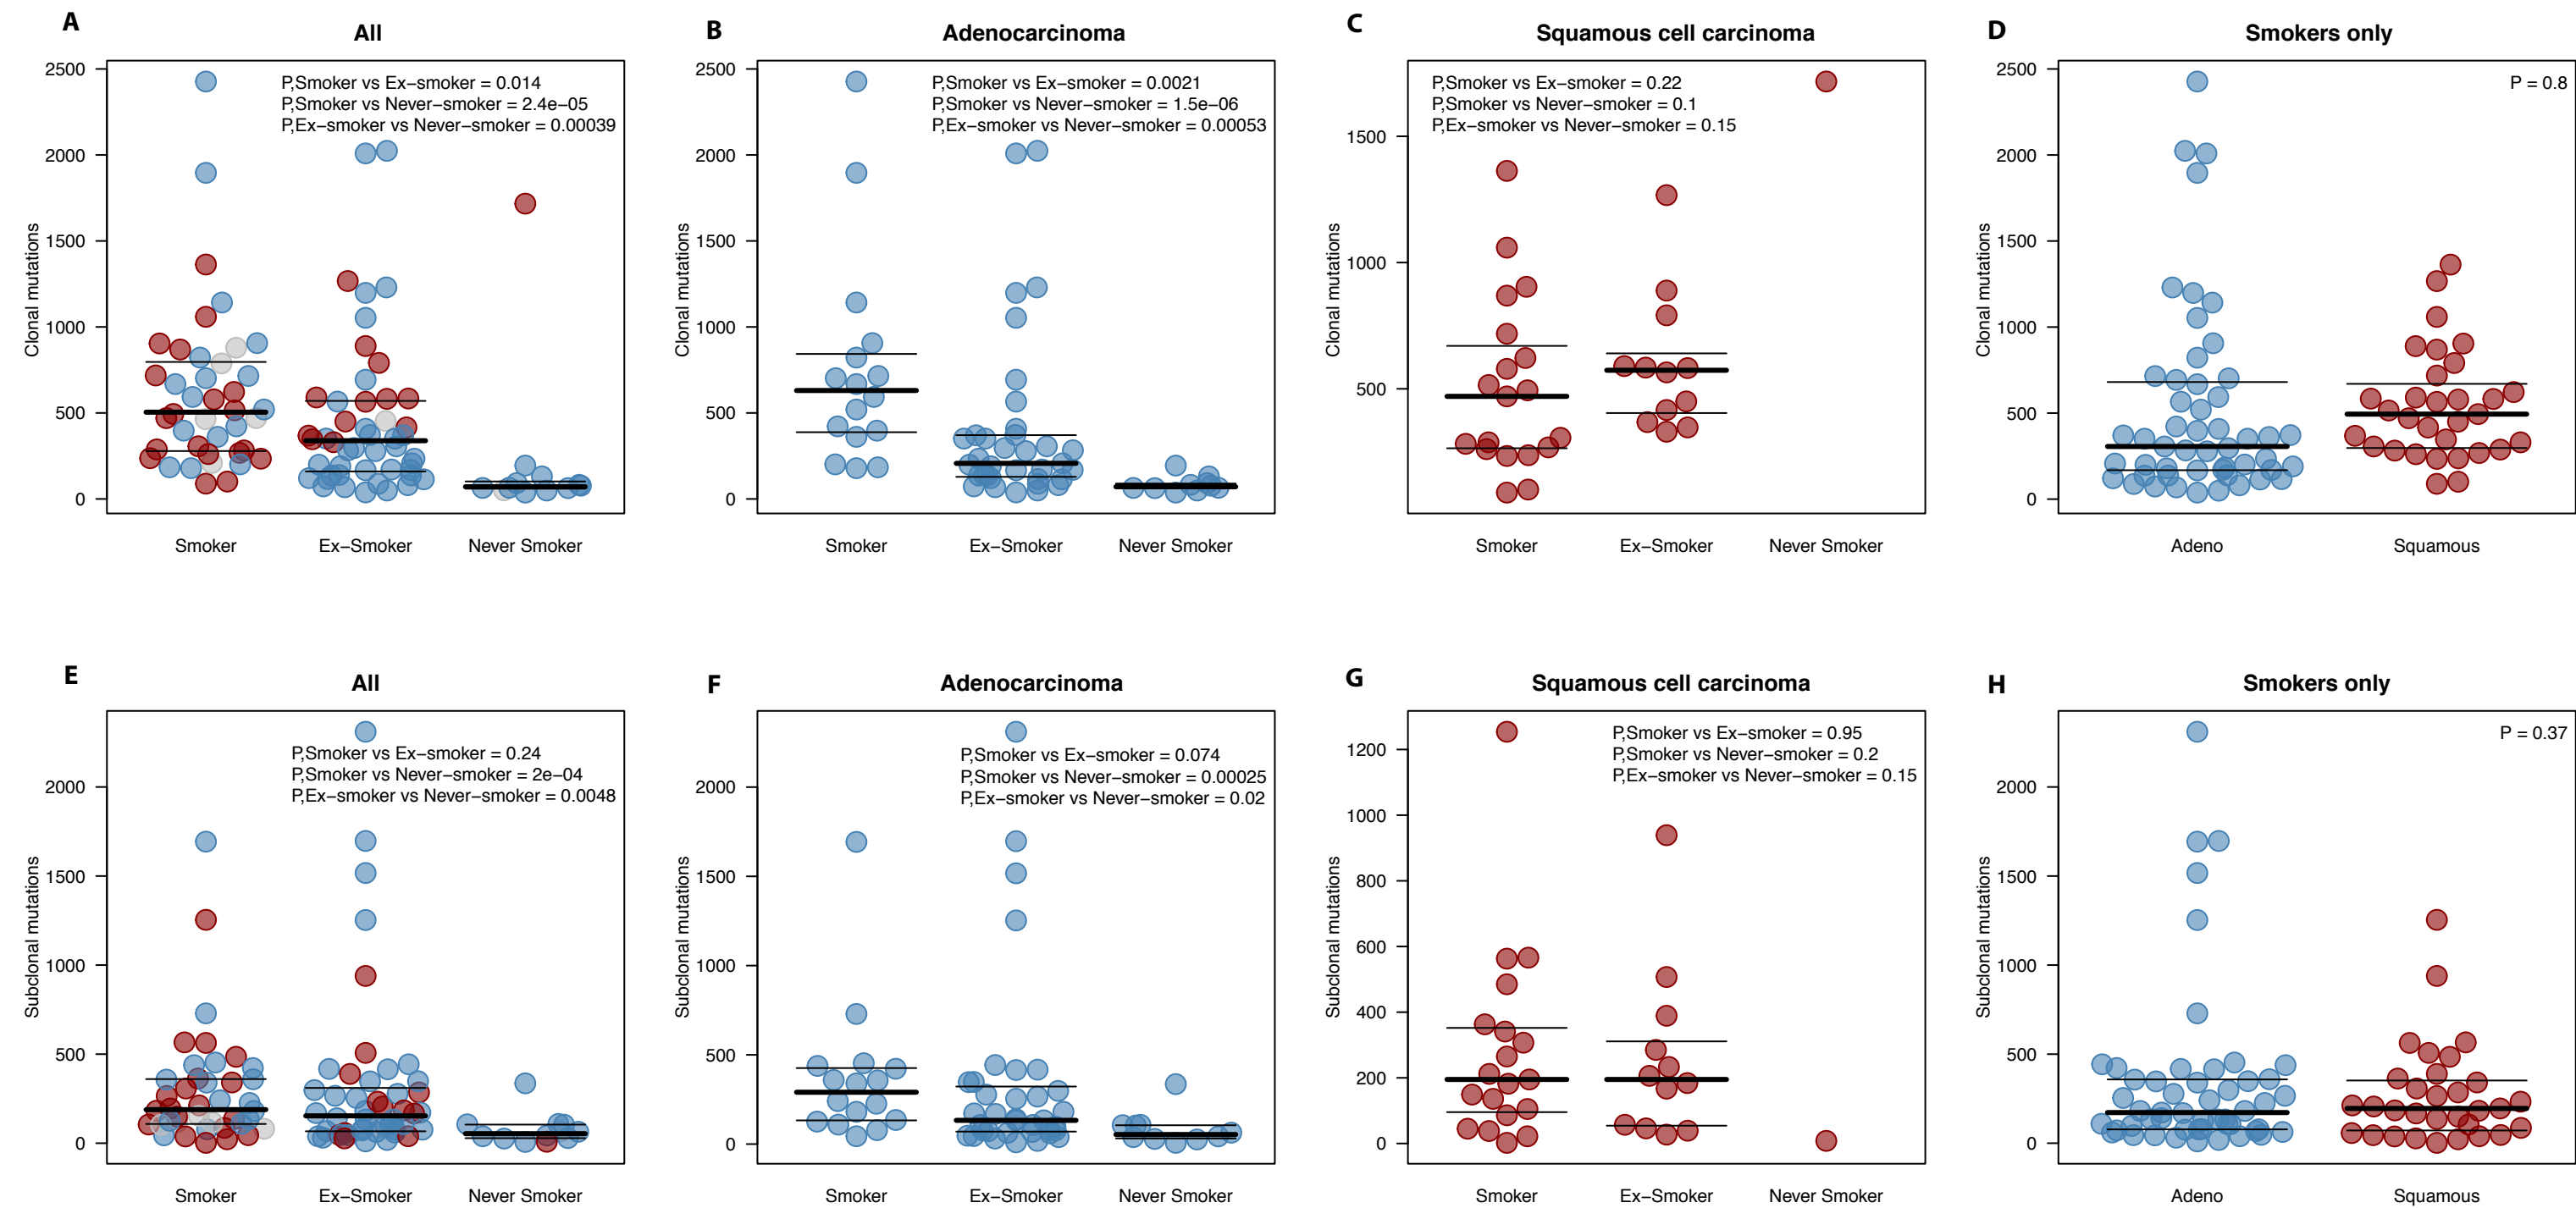 A
All
P,Smoker vs Ex−smoker = 0.014
P,Smoker vs Never−smoker = 2.4e−05
P,Ex−smoker vs Never−smoker = 0.00039
Clonal mutations
2500
2000
1500
1000
500
0
Smoker
Ex−Smoker
Never Smoker
B
Adenocarcinoma
P,Smoker vs Ex−smoker = 0.0021
P,Smoker vs Never−smoker = 1.5e−06
P,Ex−smoker vs Never−smoker = 0.00053
Clonal mutations
2500
2000
1500
1000
500
0
Smoker
Ex−Smoker
Never Smoker
C
Squamous cell carcinoma
P,Smoker vs Ex−smoker = 0.22
P,Smoker vs Never−smoker = 0.1
P,Ex−smoker vs Never−smoker = 0.15
Clonal mutations
1500
1000
500
Smoker
Ex−Smoker
Never Smoker
D
Smokers only
P = 0.8
Clonal mutations
2500
2000
1500
1000
500
0
Adeno
Squamous
E
All
P,Smoker vs Ex−smoker = 0.24
P,Smoker vs Never−smoker = 2e−04
P,Ex−smoker vs Never−smoker = 0.0048
Subclonal mutations
2000
1500
1000
500
0
Smoker
Ex−Smoker
Never Smoker
F
Adenocarcinoma
P,Smoker vs Ex−smoker = 0.074
P,Smoker vs Never−smoker = 0.00025
P,Ex−smoker vs Never−smoker = 0.02
Subclonal mutations
2000
1500
1000
500
0
Smoker
Ex−Smoker
Never Smoker
G
Squamous cell carcinoma
P,Smoker vs Ex−smoker = 0.95
P,Smoker vs Never−smoker = 0.2
P,Ex−smoker vs Never−smoker = 0.15
Subclonal mutations
1200
1000
800
600
400
200
0
Smoker
Ex−Smoker
Never Smoker
H
Smokers only
P = 0.37
Subclonal mutations
2000
1500
1000
500
0
Adeno
Squamous